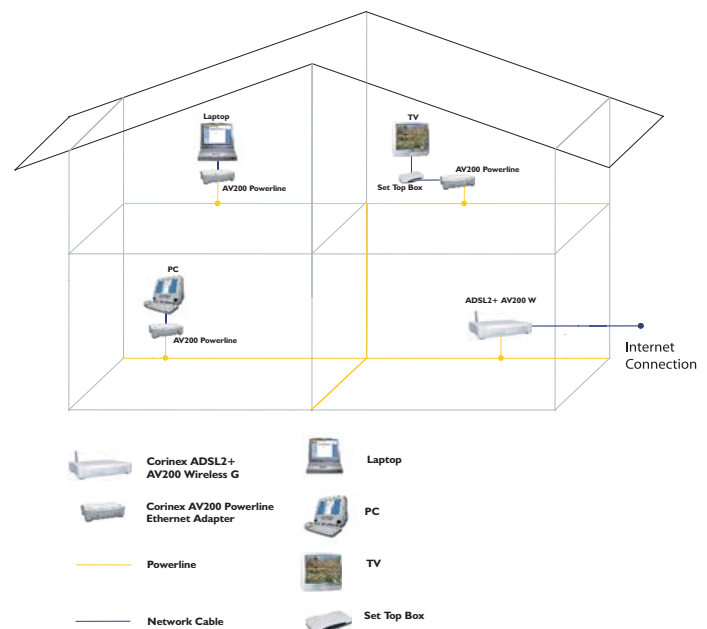 Laptop
AV200 Powerline
TV
AV200 Powerline
Set Top Box
PC
AV200 Powerline
ADSL2+ AV200 W
Internet
Connection
Corinex ADSL2+
AV200 Wireless G
Laptop
Corinex AV200 Powerline
Ethernet Adapter
PC
Powerline
TV
Network Cable
Set Top Box